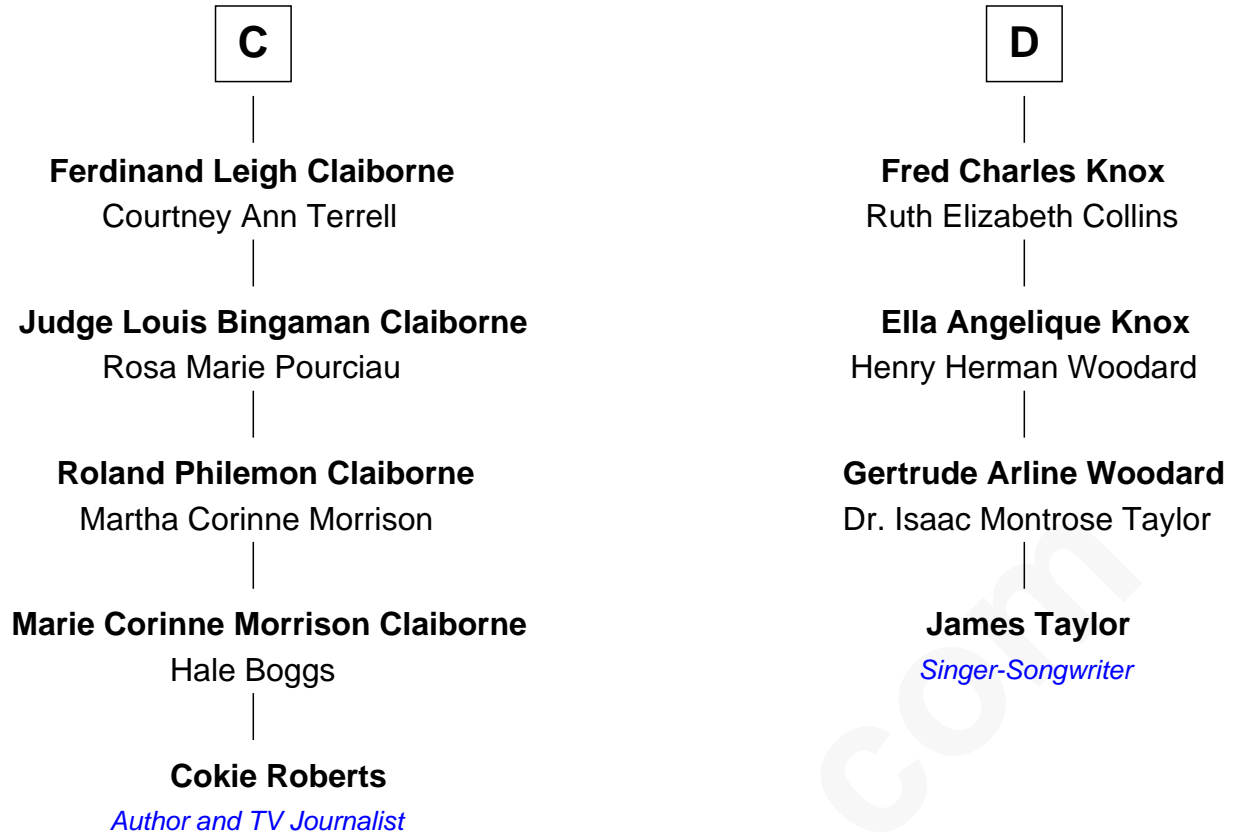 C
Ferdinand Leigh Claiborne
Courtney Ann Terrell
Judge Louis Bingaman Claiborne
Rosa Marie Pourciau
Roland Philemon Claiborne
Martha Corinne Morrison
Marie Corinne Morrison Claiborne
Hale Boggs
Cokie Roberts
Author and TV Journalist
D
Fred Charles Knox
Ruth Elizabeth Collins
Ella Angelique Knox
Henry Herman Woodard
Gertrude Arline Woodard
Dr. Isaac Montrose Taylor
James Taylor
Singer-Songwriter
com